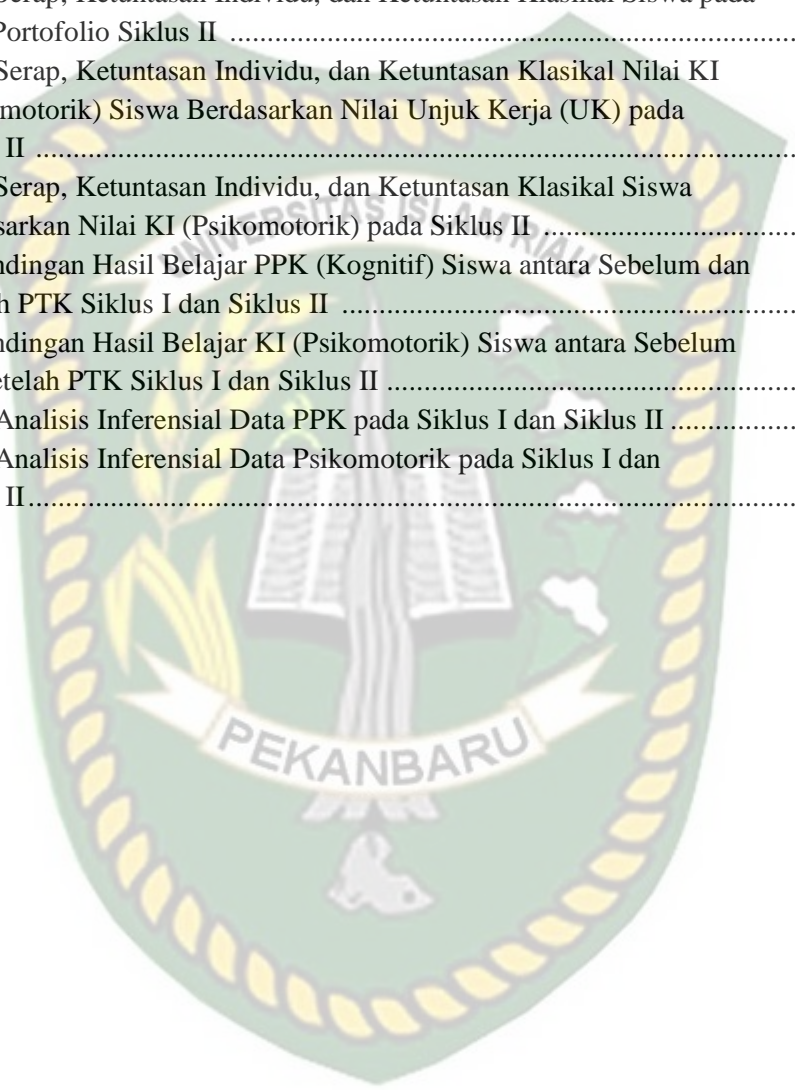 Serap, Ketuntasan Individu, dan Ketuntasan Klasikal Siswa pada
Portofolio Siklus II ....................................................................................
Serap, Ketuntasan Individu, dan Ketuntasan Klasikal Nilai KI
motorik) Siswa Berdasarkan Nilai Unjuk Kerja (UK) pada
II ....................................................................................................................
Serap, Ketuntasan Individu, dan Ketuntasan Klasikal Siswa
sarkan Nilai KI (Psikomotorik) pada Siklus II ......................................
ndingan Hasil Belajar PPK (Kognitif) Siswa antara Sebelum dan
h PTK Siklus I dan Siklus II ....................................................................
ndingan Hasil Belajar KI (Psikomotorik) Siswa antara Sebelum
etelah PTK Siklus I dan Siklus II ..............................................................
Analisis Inferensial Data PPK pada Siklus I dan Siklus II ...................
Analisis Inferensial Data Psikomotorik pada Siklus I dan
II.....................................................................................................................
UNIVERSITAS ISLAM RIAU
PEKANBARU